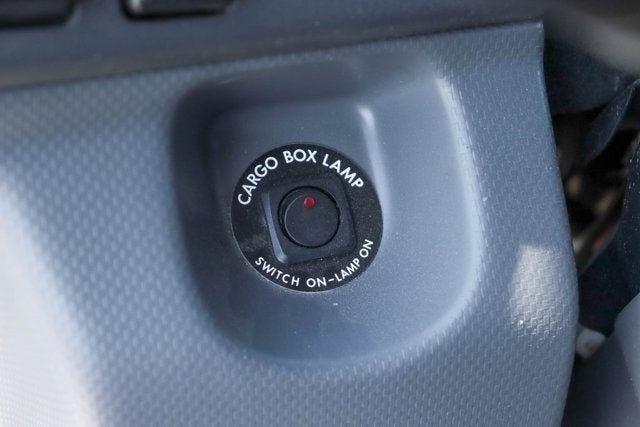 CARGO BOX LAMP
SWITCH ON-LAMP ON